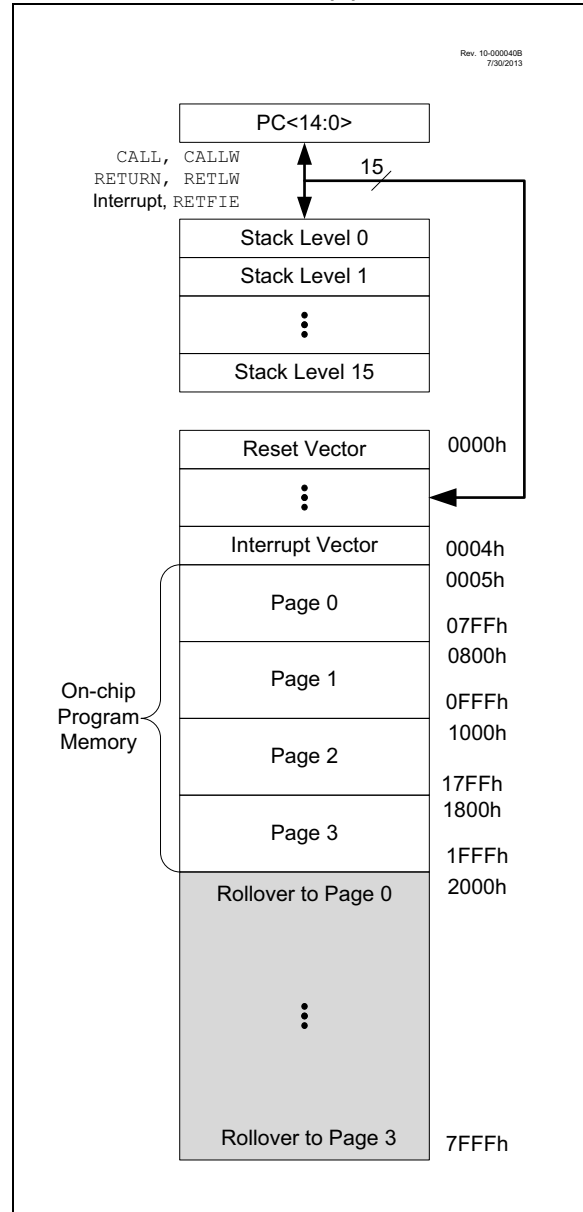 Rev. 10-000040B
7/30/2013
PC<14:0>
CALL, CALLW
RETURN, RETLW
Interrupt, RETFIE
15
Stack Level 0
Stack Level 1
Stack Level 15
Reset Vector
0000h
Interrupt Vector
0004h
0005h
Page 0
07FFh
0800h
Page 1
0FFFh
On-chip
Program
Memory
1000h
Page 2
17FFh
1800h
Page 3
1FFFh
Rollover to Page 0
2000h
Rollover to Page 3
7FFFh